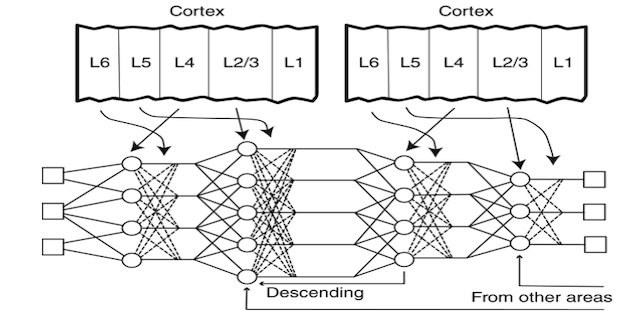 Cortex
Cortex
L6 L5 L4 L2/3 L1
L6 L5 L4 L2/3 L1
Descending
From other areas